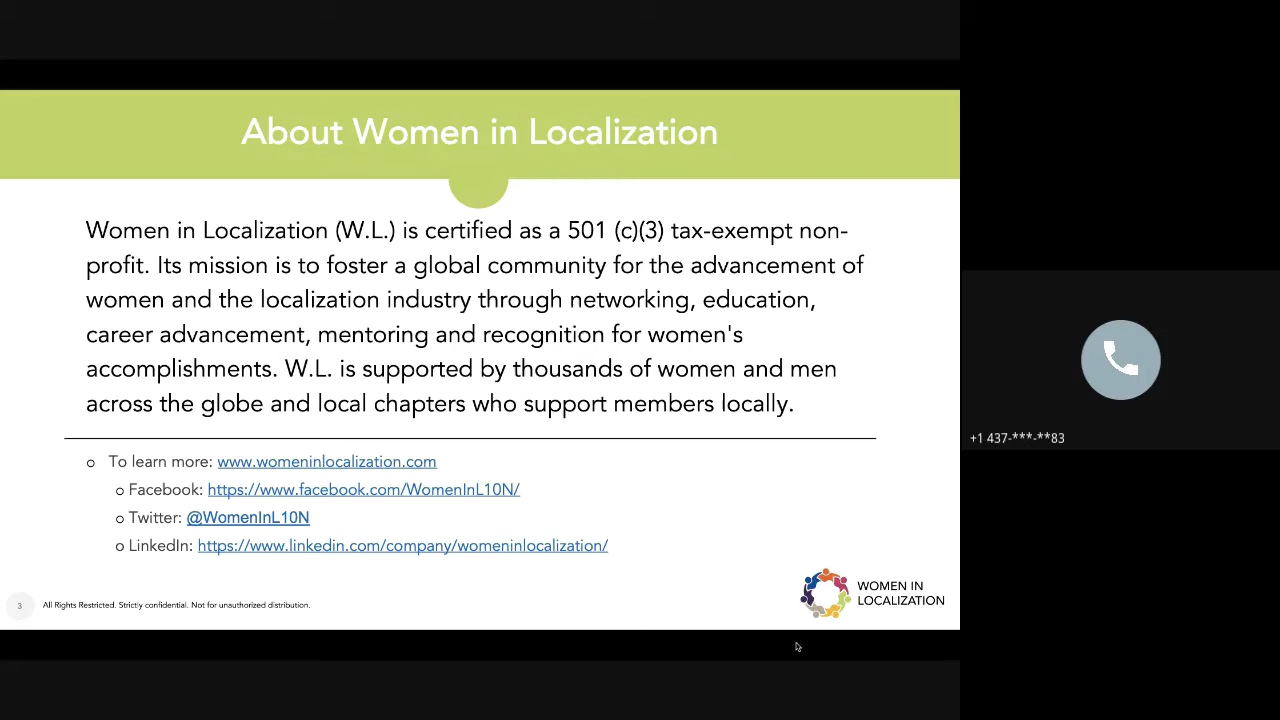 About Women in Localization
Women in Localization (W.L.) is certified as a 501 (c)(3) tax-exempt non-
profit. Its mission is to foster a global community for the advancement of
women and the localization industry through networking, education,
career advancement, mentoring and recognition for women's
accomplishments. W.L. is supported by thousands of women and men
across the globe and local chapters who support members locally.
o To learn more: www.womeninlocalization.com
o Facebook: https://www.facebook.com/WomenInL10N/
o Twitter: @WomenInL10N
o LinkedIn: https://www.linkedin.com/company/womeninlocalization/
3 All Rights Restricted. Strictly confidential. Not for unauthorized distribution.
WOMEN IN
LOCALIZATION
+1 437-***-**83